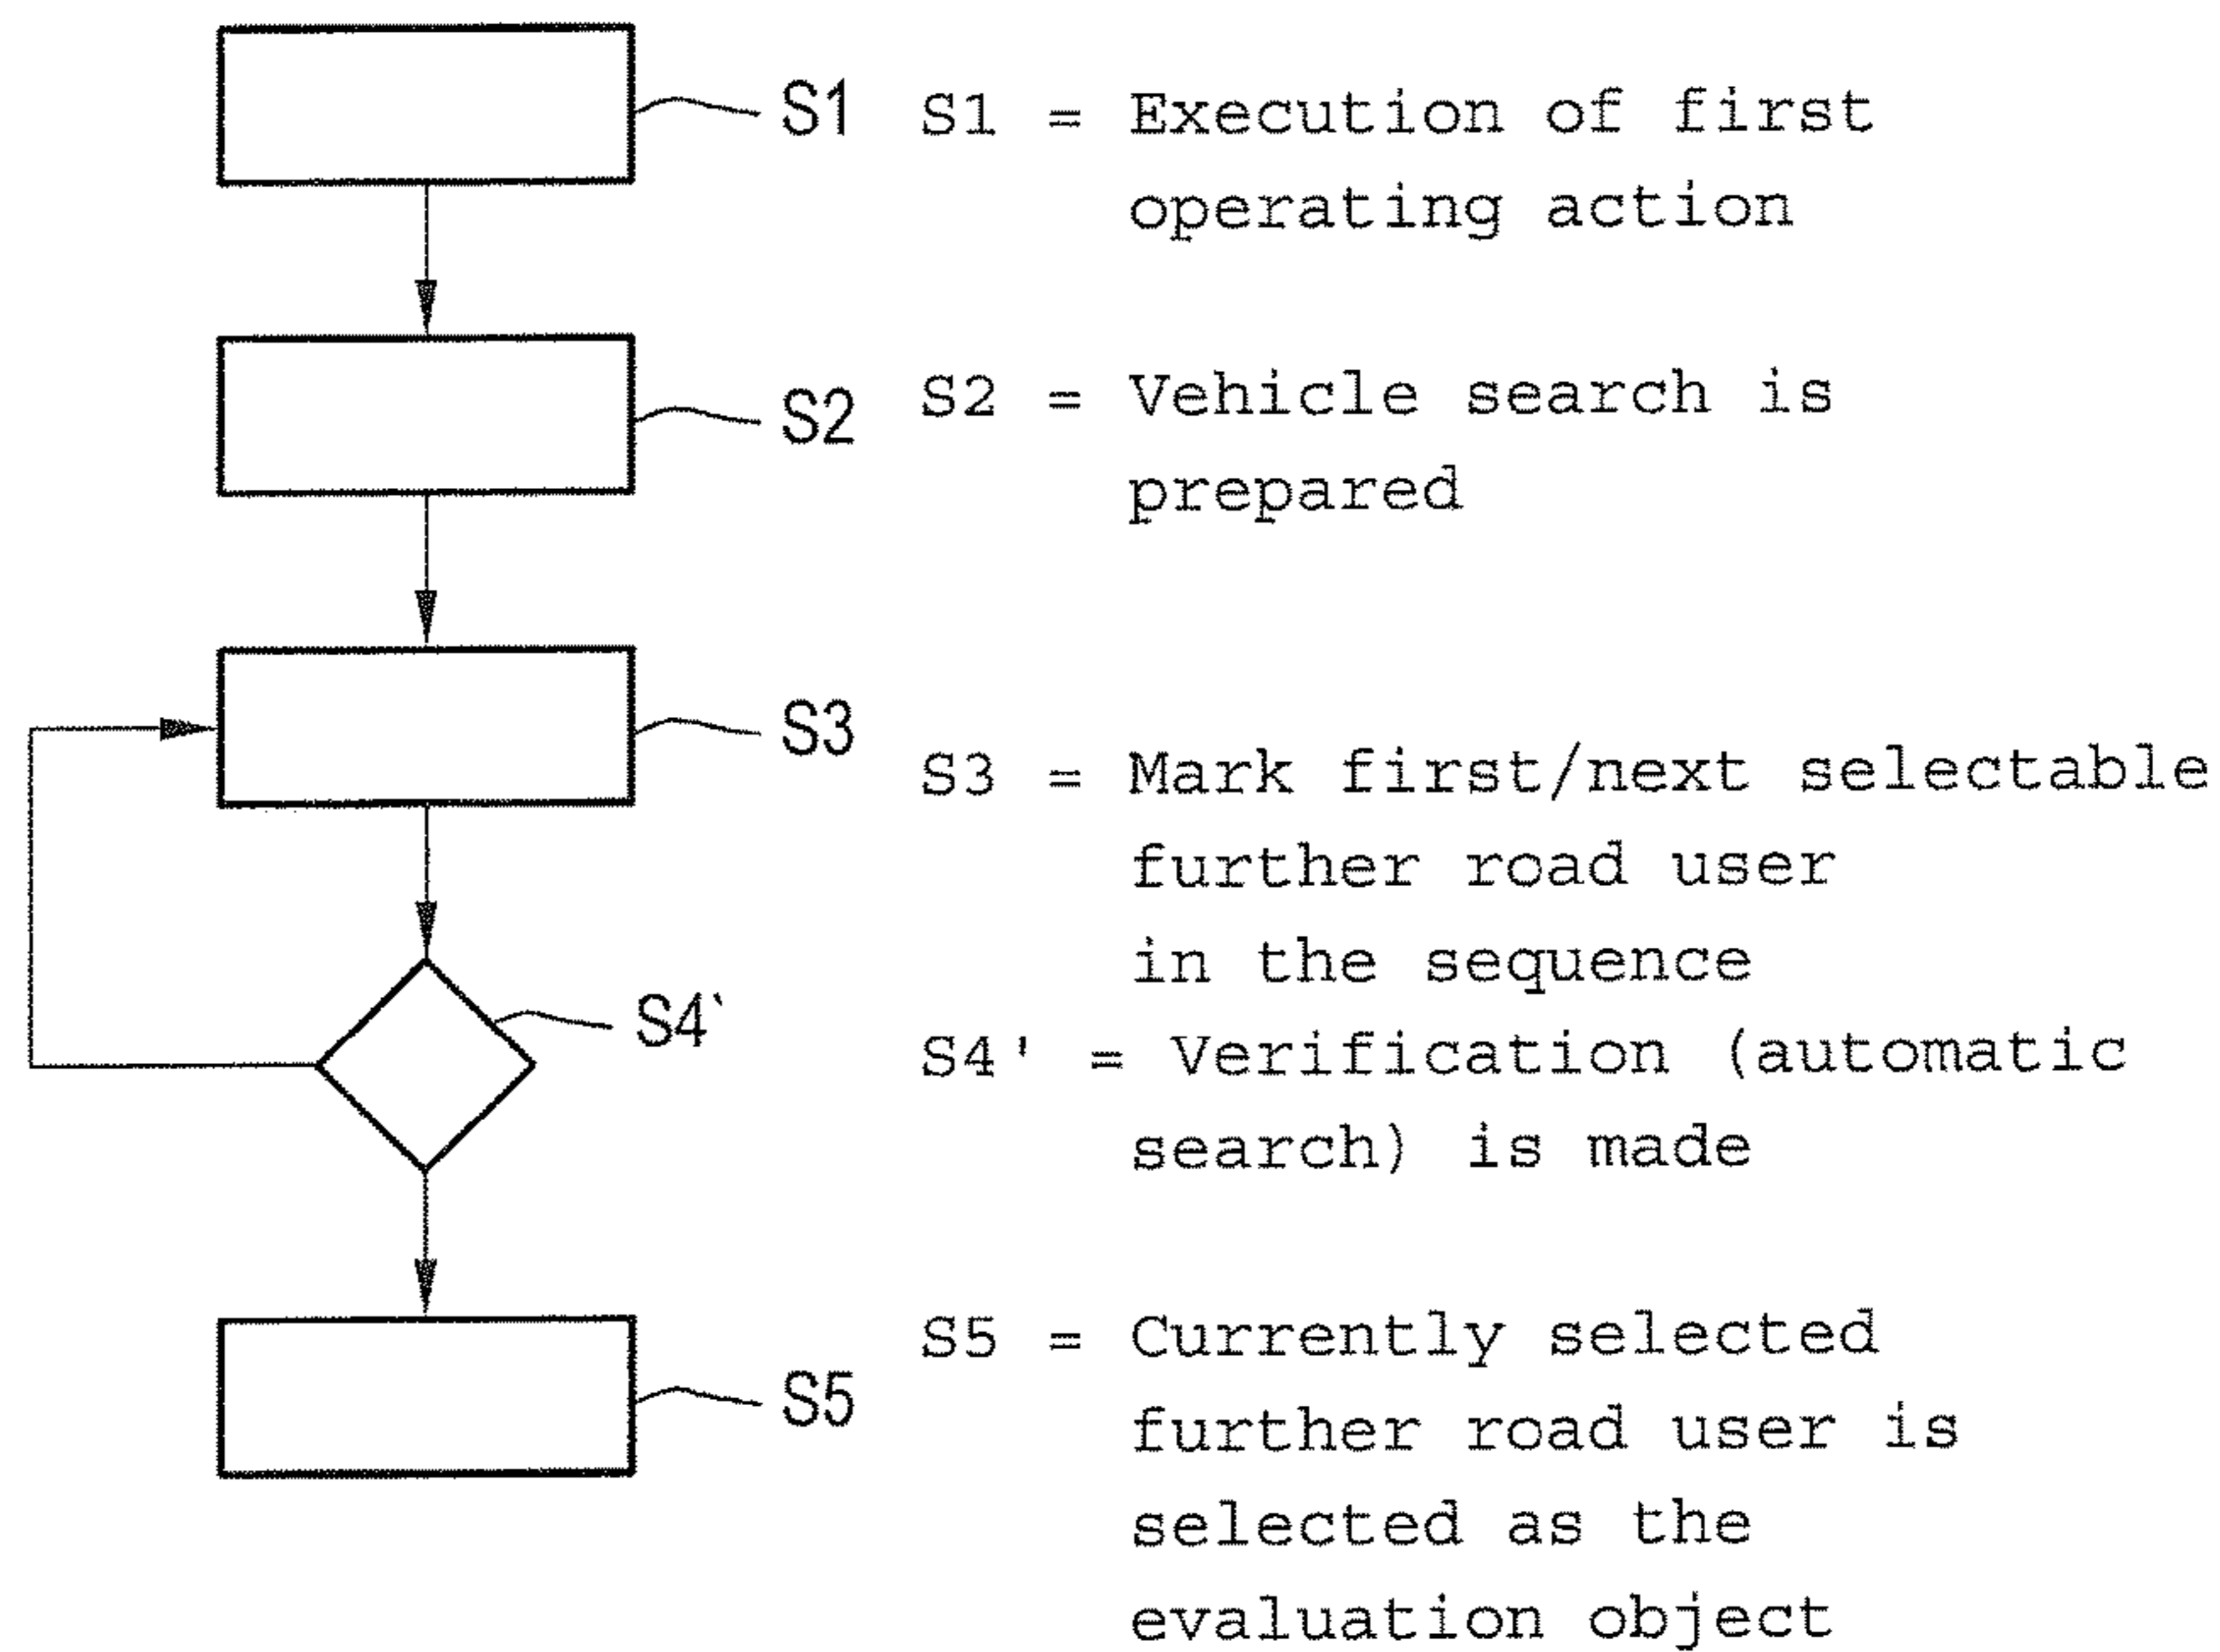 S1
S1 = Execution of first
operating action
S2
S2 = Vehicle search is
prepared
S3
S3 = Mark first/next selectable
further road user
in the sequence
S4`
S4' = Verification (automatic
search) is made
S5
S5 = Currently selected
further road user is
selected as the
evaluation object